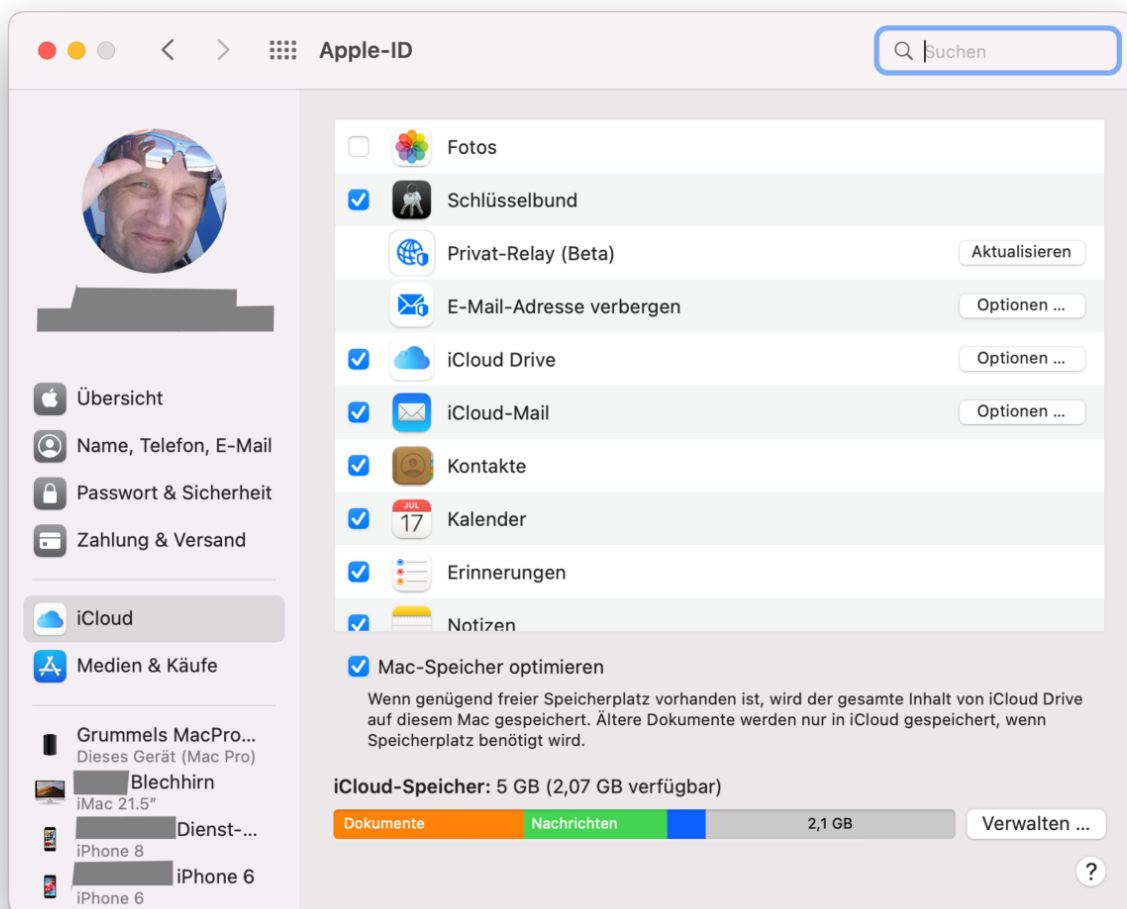 Apple-ID
Suchen
Übersicht
Name, Telefon, E-Mail
Passwort & Sicherheit
Zahlung & Versand
iCloud
Medien & Käufe
Grummels MacPro...
Dieses Gerät (Mac Pro)
Blechhirn
iMac 21.5"
Dienst-...
iPhone 8
iPhone 6
iPhone 6
Fotos
Schlüsselbund
Privat-Relay (Beta)
Aktualisieren
E-Mail-Adresse verbergen
Optionen ...
iCloud Drive
Optionen ...
iCloud-Mail
Optionen ...
Kontakte
JUL
17
Kalender
Erinnerungen
Notizen
Mac-Speicher optimieren
Wenn genügend freier Speicherplatz vorhanden ist, wird der gesamte Inhalt von iCloud Drive
auf diesem Mac gespeichert. Ältere Dokumente werden nur in iCloud gespeichert, wenn
Speicherplatz benötigt wird.
iCloud-Speicher: 5 GB (2,07 GB verfügbar)
Dokumente
Nachrichten
2,1 GB
Verwalten ...
?